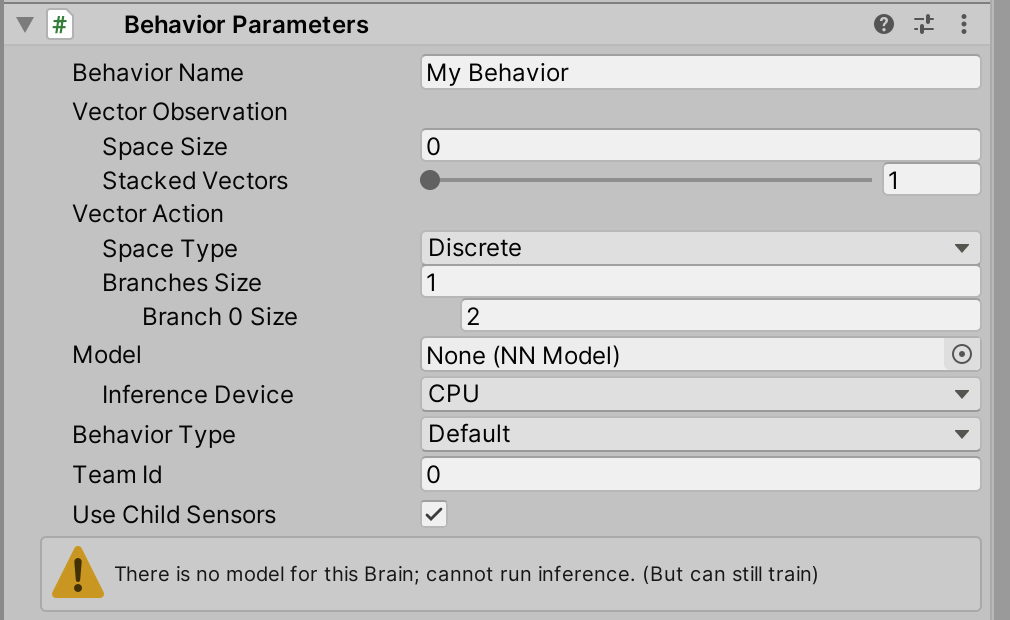 # Behavior Parameters
Behavior Name My Behavior
Vector Observation
Space Size 0
Stacked Vectors 1
Vector Action
Space Type Discrete
Branches Size 1
Branch 0 Size 2
Model None (NN Model)
Inference Device CPU
Behavior Type Default
Team Id 0
Use Child Sensors
There is no model for this Brain; cannot run inference. (But can still train)